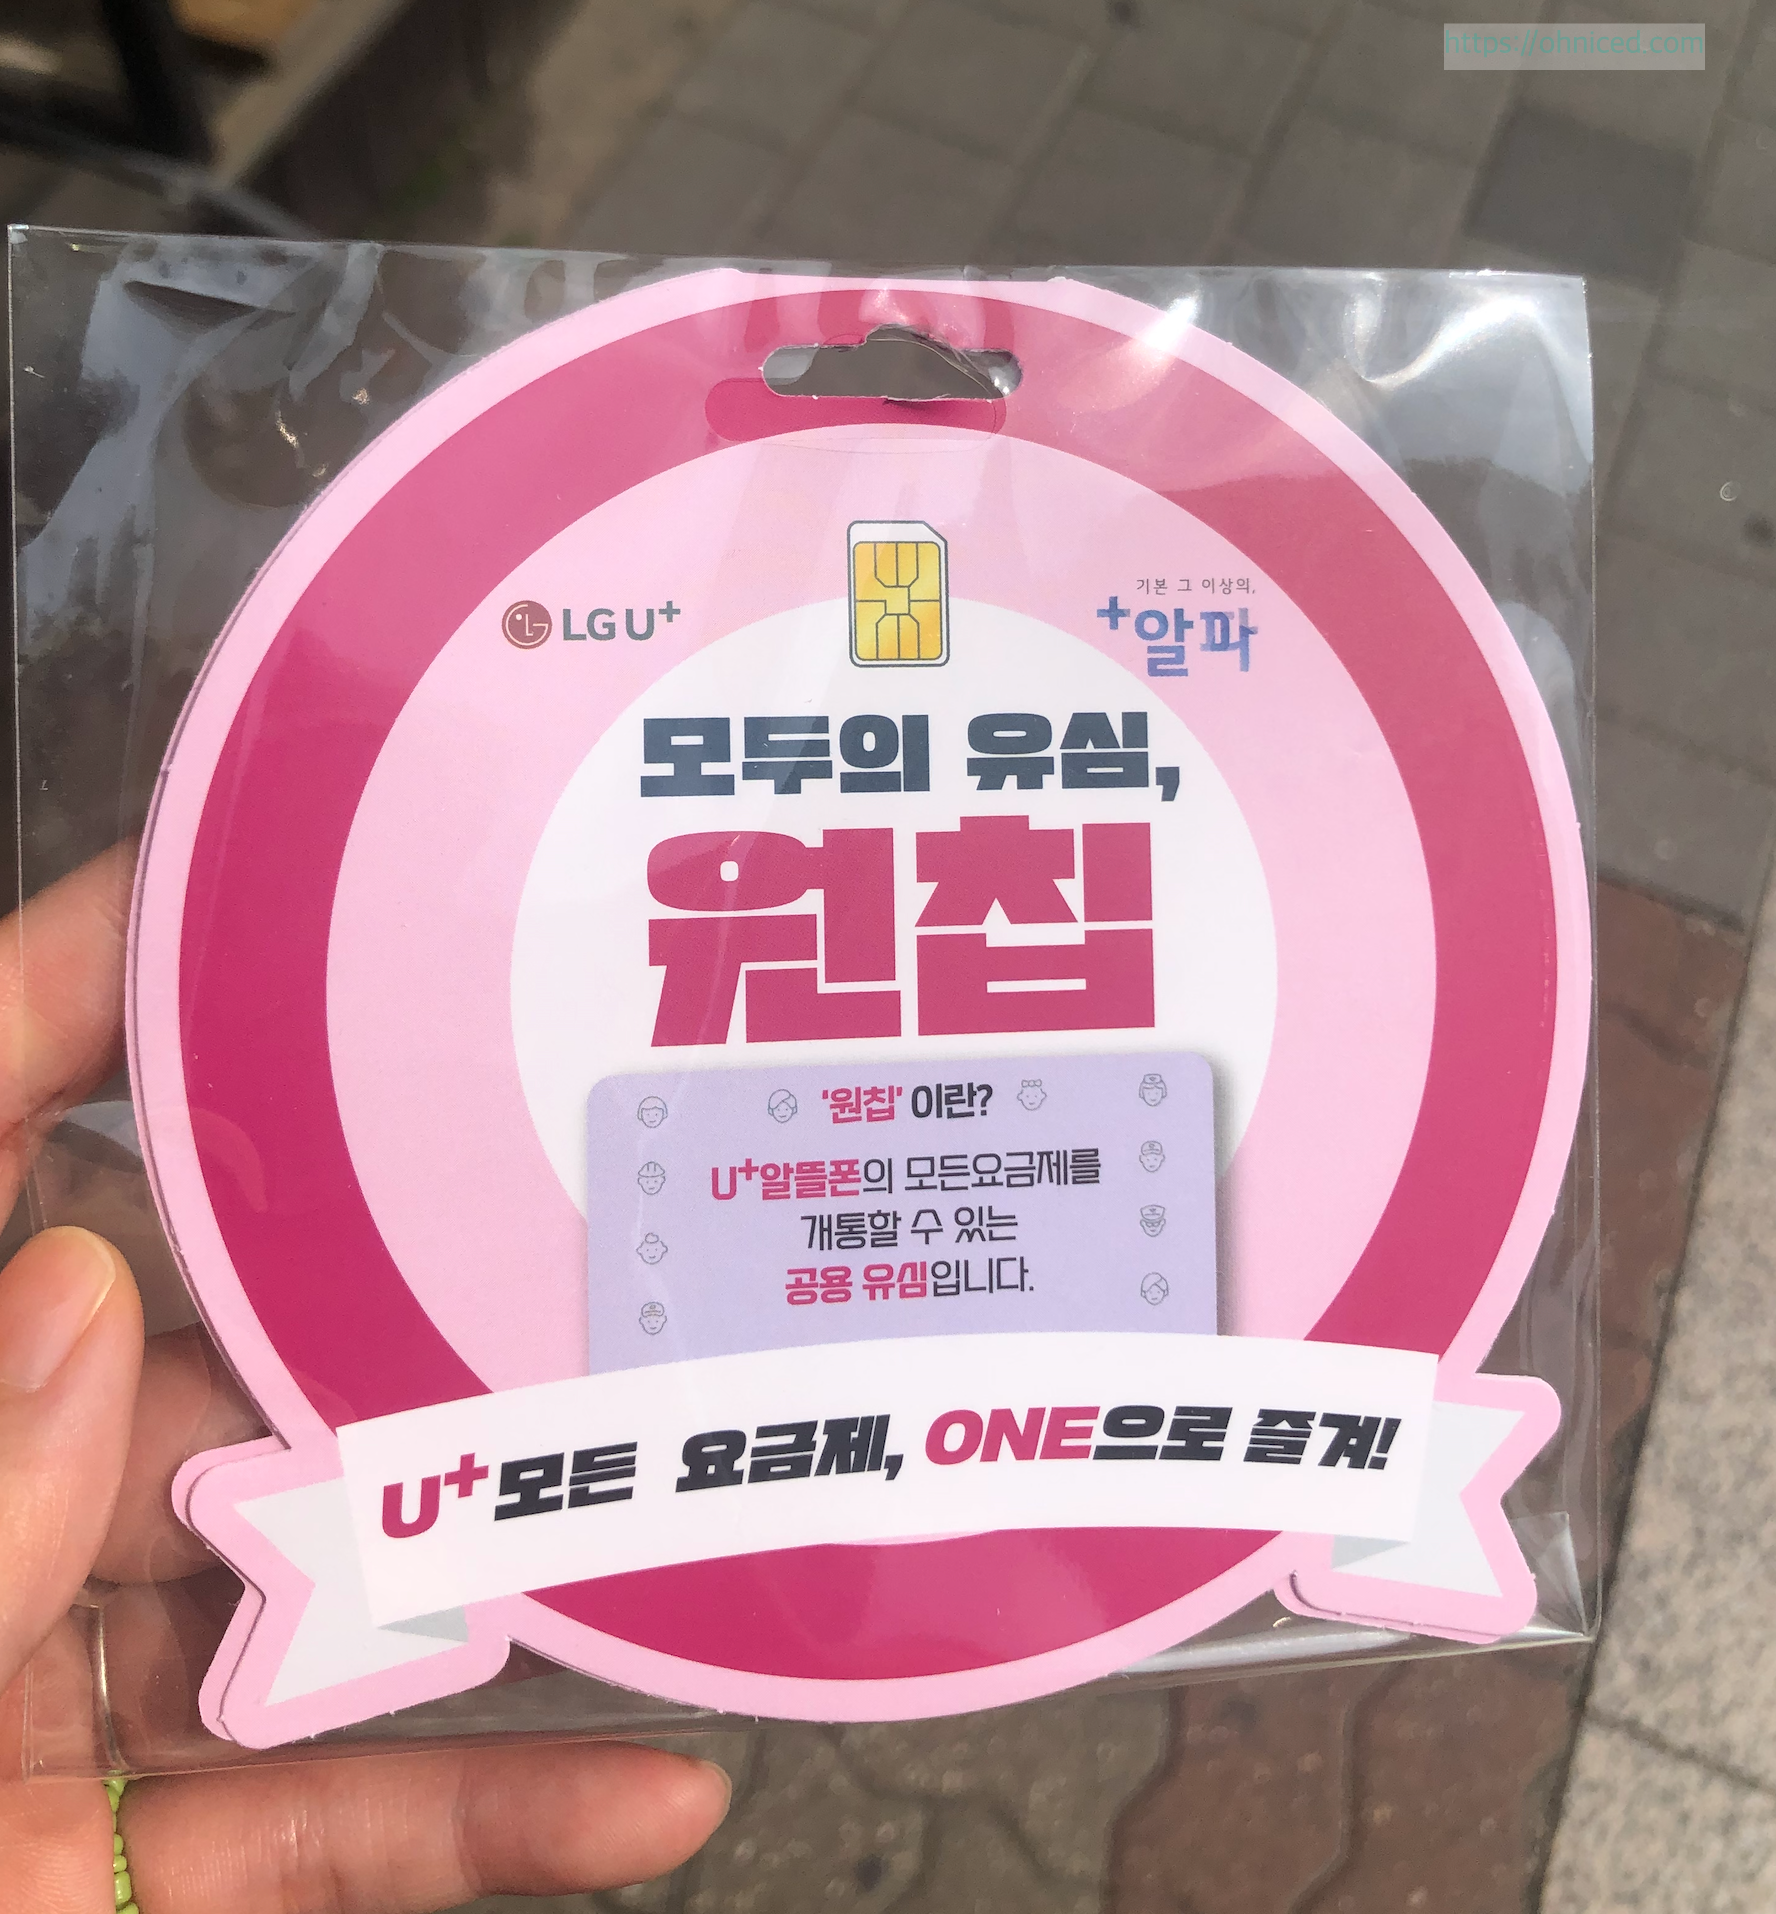 https://ohniced.com
LG U+
기본 그 이상의,
+알파
모두의 유심,
원칩
'원칩' 이란?
U+알뜰폰의 모든요금제를
개통할 수 있는
공용 유심입니다.
U+모든 요금제, ONE으로 즐겨!